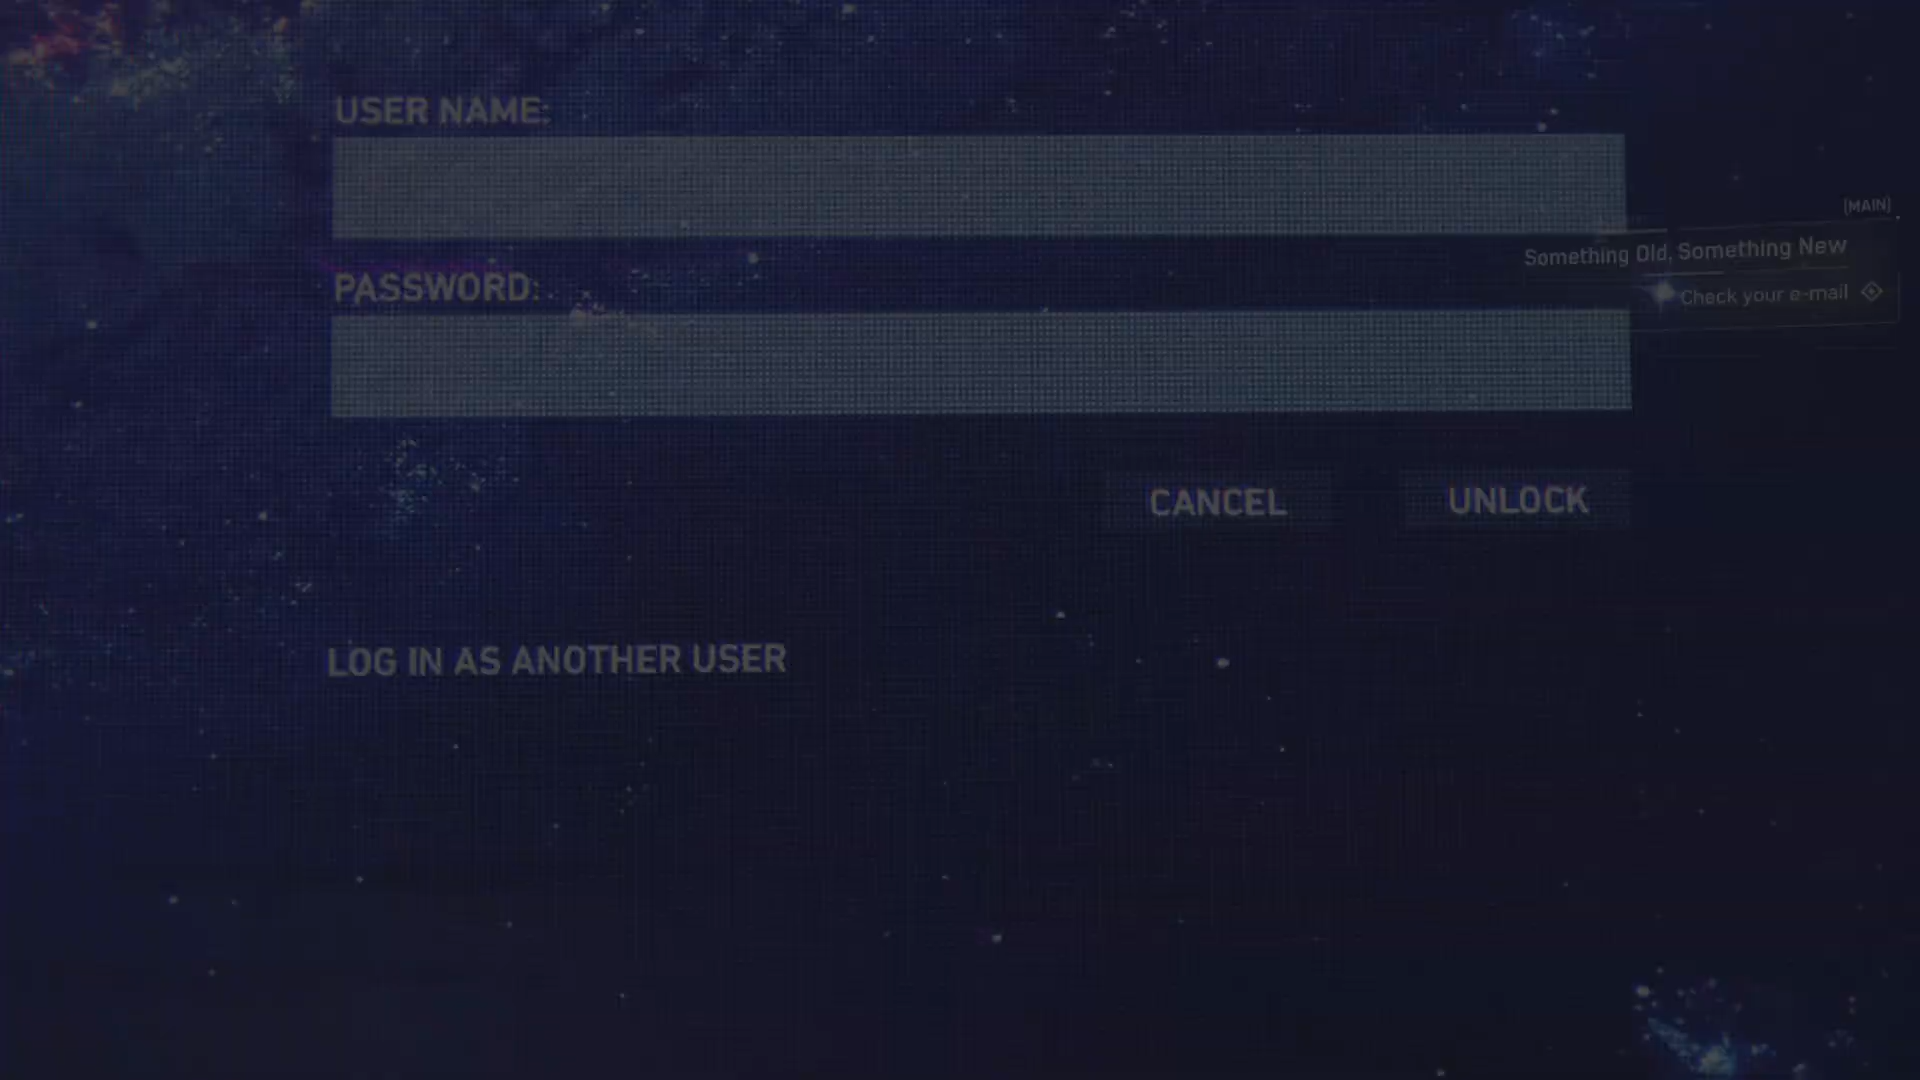 USER NAME:
[MAIN]
Something Old, Something New
PASSWORD:
Check your e-mail
CANCEL
UNLOCK
LOG IN AS ANOTHER USER